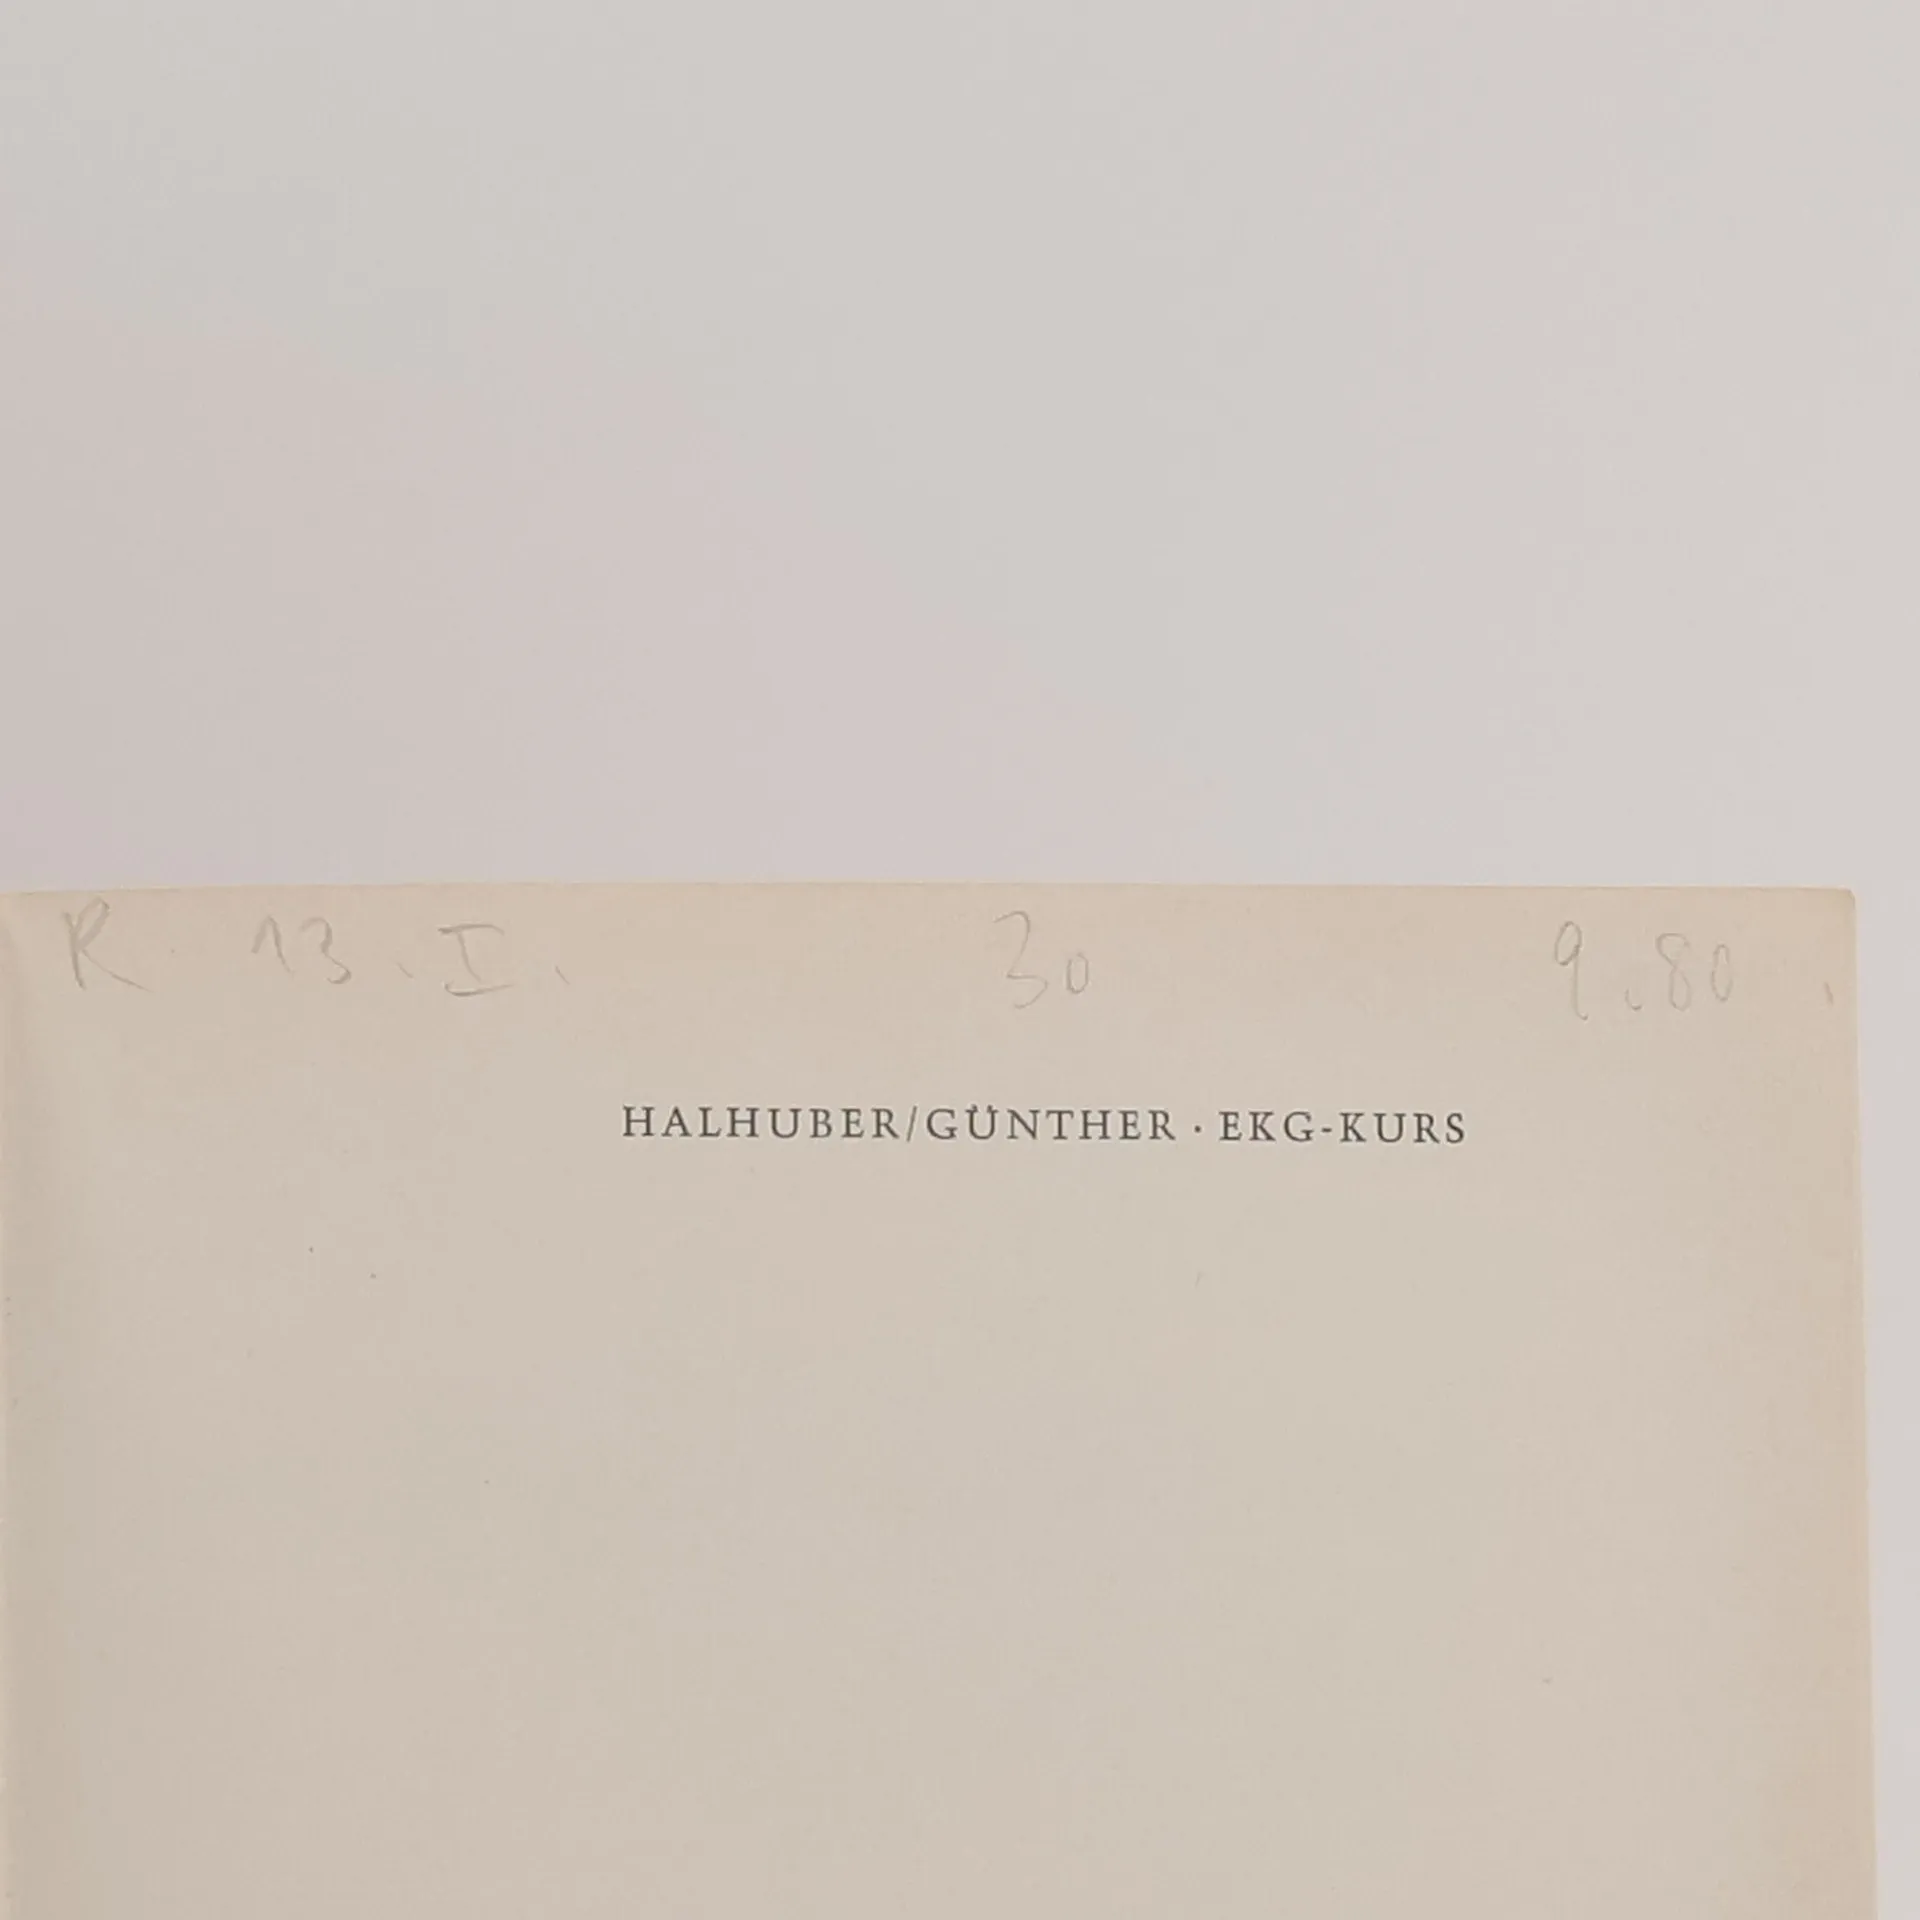 R 13. I. 30 9.80.
HALHUBER/GÜNTHER · EKG-KURS